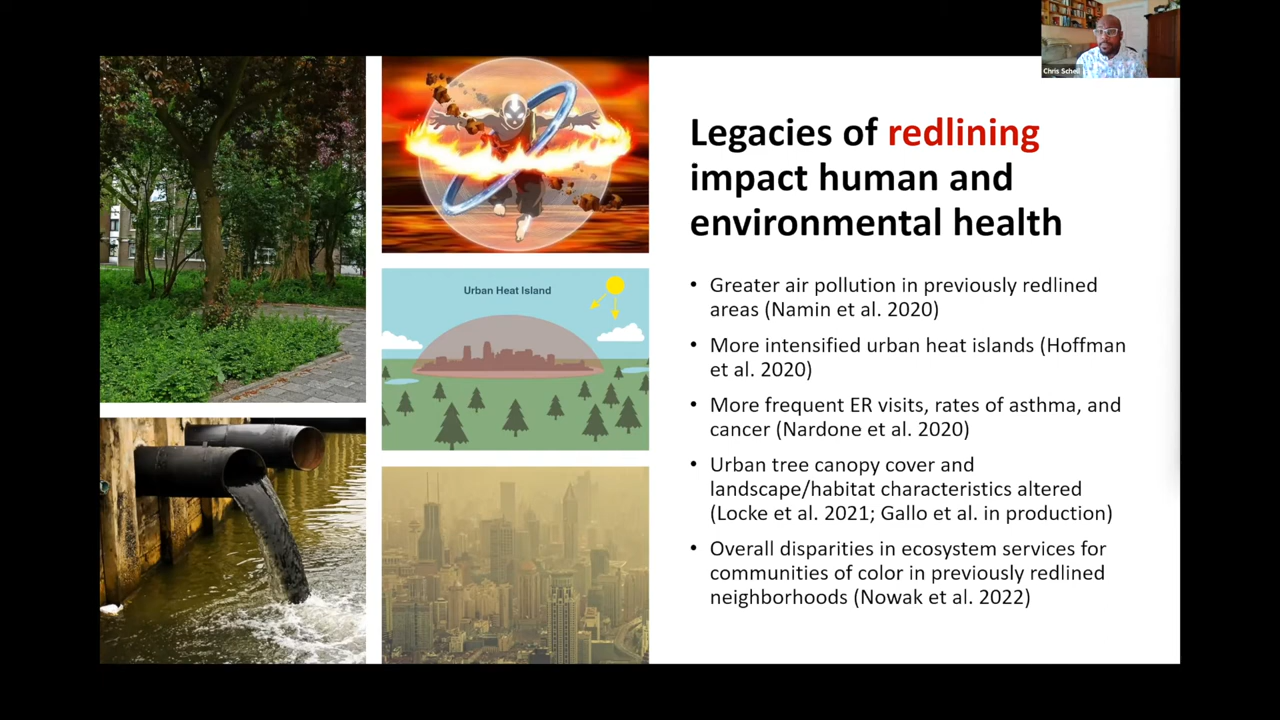 Chris Schell
Legacies of redlining
impact human and
environmental health
Urban Heat Island
• Greater air pollution in previously redlined
areas (Namin et al. 2020)
• More intensified urban heat islands (Hoffman
et al. 2020)
• More frequent ER visits, rates of asthma, and
cancer (Nardone et al. 2020)
• Urban tree canopy cover and
landscape/habitat characteristics altered
(Locke et al. 2021; Gallo et al. in production)
• Overall disparities in ecosystem services for
communities of color in previously redlined
neighborhoods (Nowak et al. 2022)